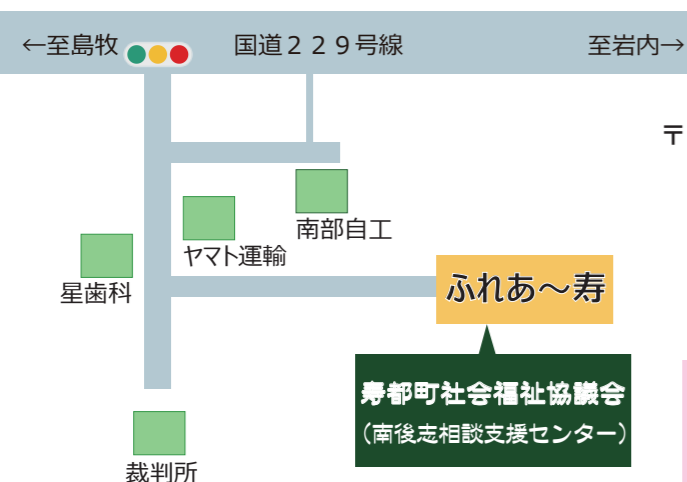 ←至島牧
国道229号線
至岩内→
〒
南部自工
ヤマト運輸
星歯科
ふれあ～寿
寿都町社会福祉協議会
（南後志相談支援センター）
裁判所